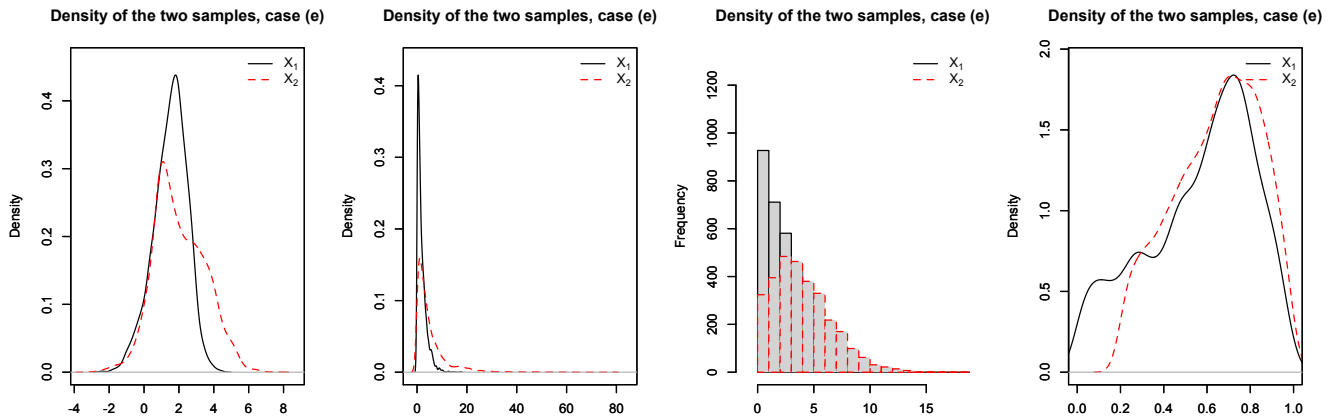 Density of the two samples, case (e)
Density
0.0 0.1 0.2 0.3 0.4
-4 -2 0 2 4 6 8
X1
X2
Density of the two samples, case (e)
Density
0.0 0.1 0.2 0.3 0.4
0 20 40 60 80
X1
X2
Density of the two samples, case (e)
Frequency
0 200 400 600 800 1000 1200
0 5 10 15
X1
X2
Density of the two samples, case (e)
Density
0.0 0.5 1.0 1.5 2.0
0.0 0.2 0.4 0.6 0.8 1.0
X1
X2